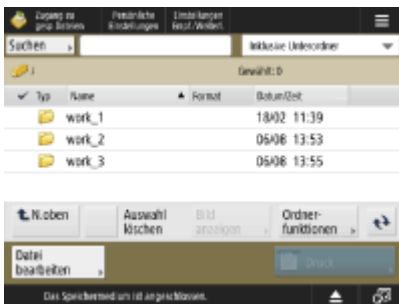 Zugang zu
gesp. Dateien
Persönliche
Einstellungen
Einstellungen
Empf./Weiterl.
Suchen
Inklusive Unterordner
/
Gewählt: 0
Typ Name Format Datum/Zeit
work_1 18/02 11:39
work_2 06/08 13:53
work_3 06/08 13:55
N.oben
Auswahl
löschen
Bild
anzeigen
Ordner-
funktionen
Datei
bearbeiten
Druck
Das Speichermedium ist angeschlossen.